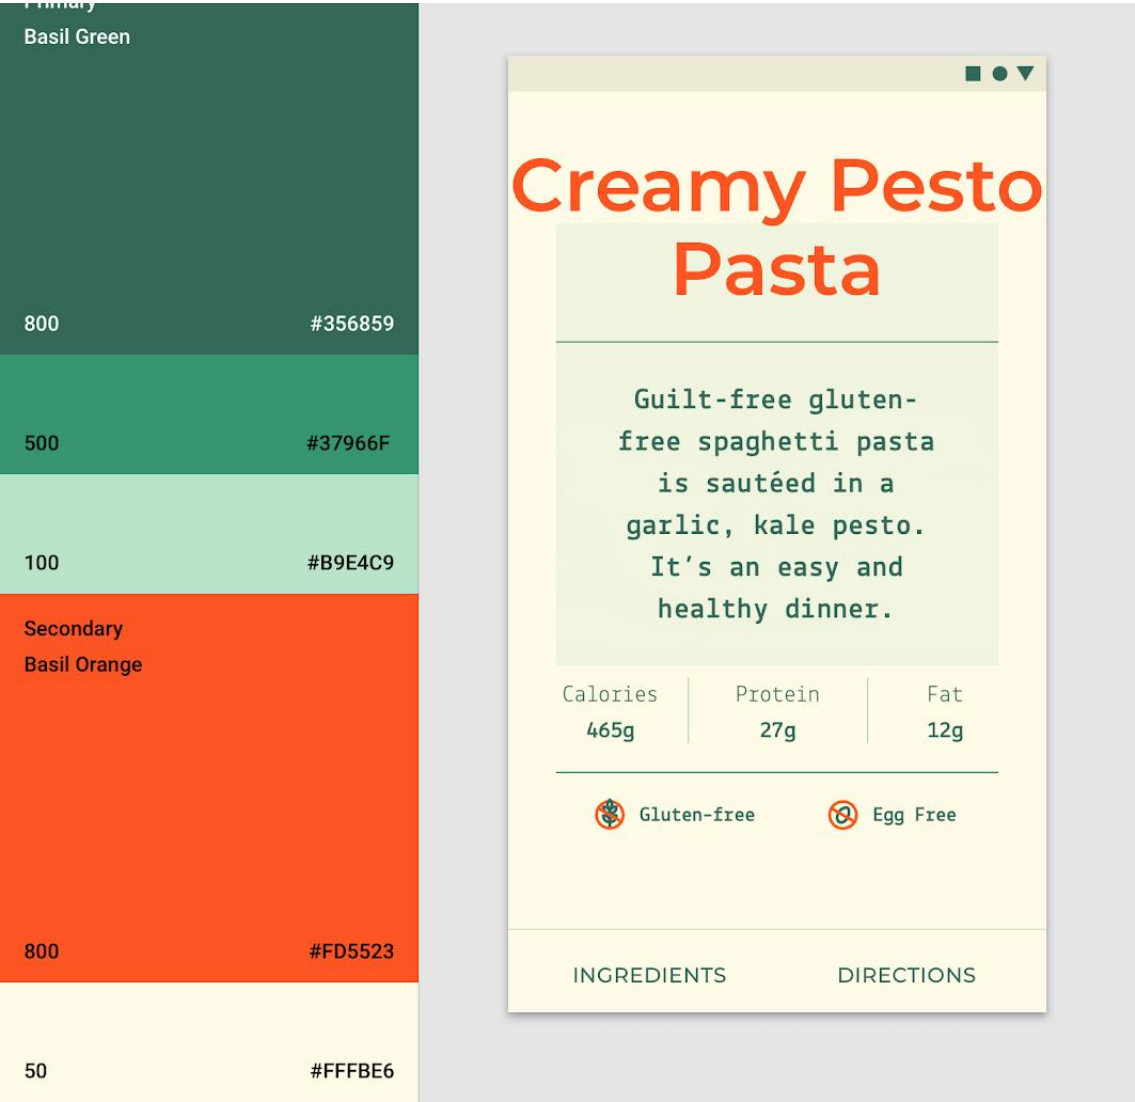 Primary
Basil Green
800 #356859
500 #37966F
100 #B9E4C9
Secondary
Basil Orange
800 #FD5523
50 #FFFBE6
Creamy Pesto
Pasta
Guilt-free gluten-
free spaghetti pasta
is sautéed in a
garlic, kale pesto.
It’s an easy and
healthy dinner.
Calories Protein Fat
465g 27g 12g
Gluten-free Egg Free
INGREDIENTS DIRECTIONS